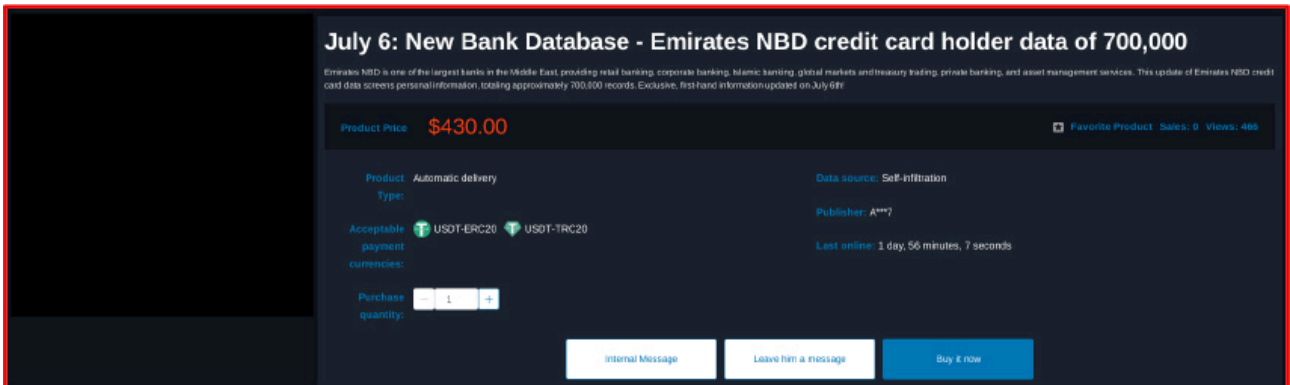 July 6: New Bank Database - Emirates NBD credit card holder data of 700,000
Emirates NBD is one of the largest banks in the Middle East, providing retail banking, corporate banking, Islamic banking, global markets and treasury trading, private banking, and asset management services. This update of Emirates NBD credit
card data screens personal information, totaling approximately 700,000 records. Exclusive, first-hand information updated on July 6th!
Product Price $430.00 Favorite Product Sales: 0 Views: 466
Product Type: Automatic delivery
Data source: Self-infiltration
Publisher: A***7
Acceptable payment currencies: USDT-ERC20 USDT-TRC20
Last online: 1 day, 56 minutes, 7 seconds
Purchase quantity: − 1 +
Internal Message Leave him a message Buy it now